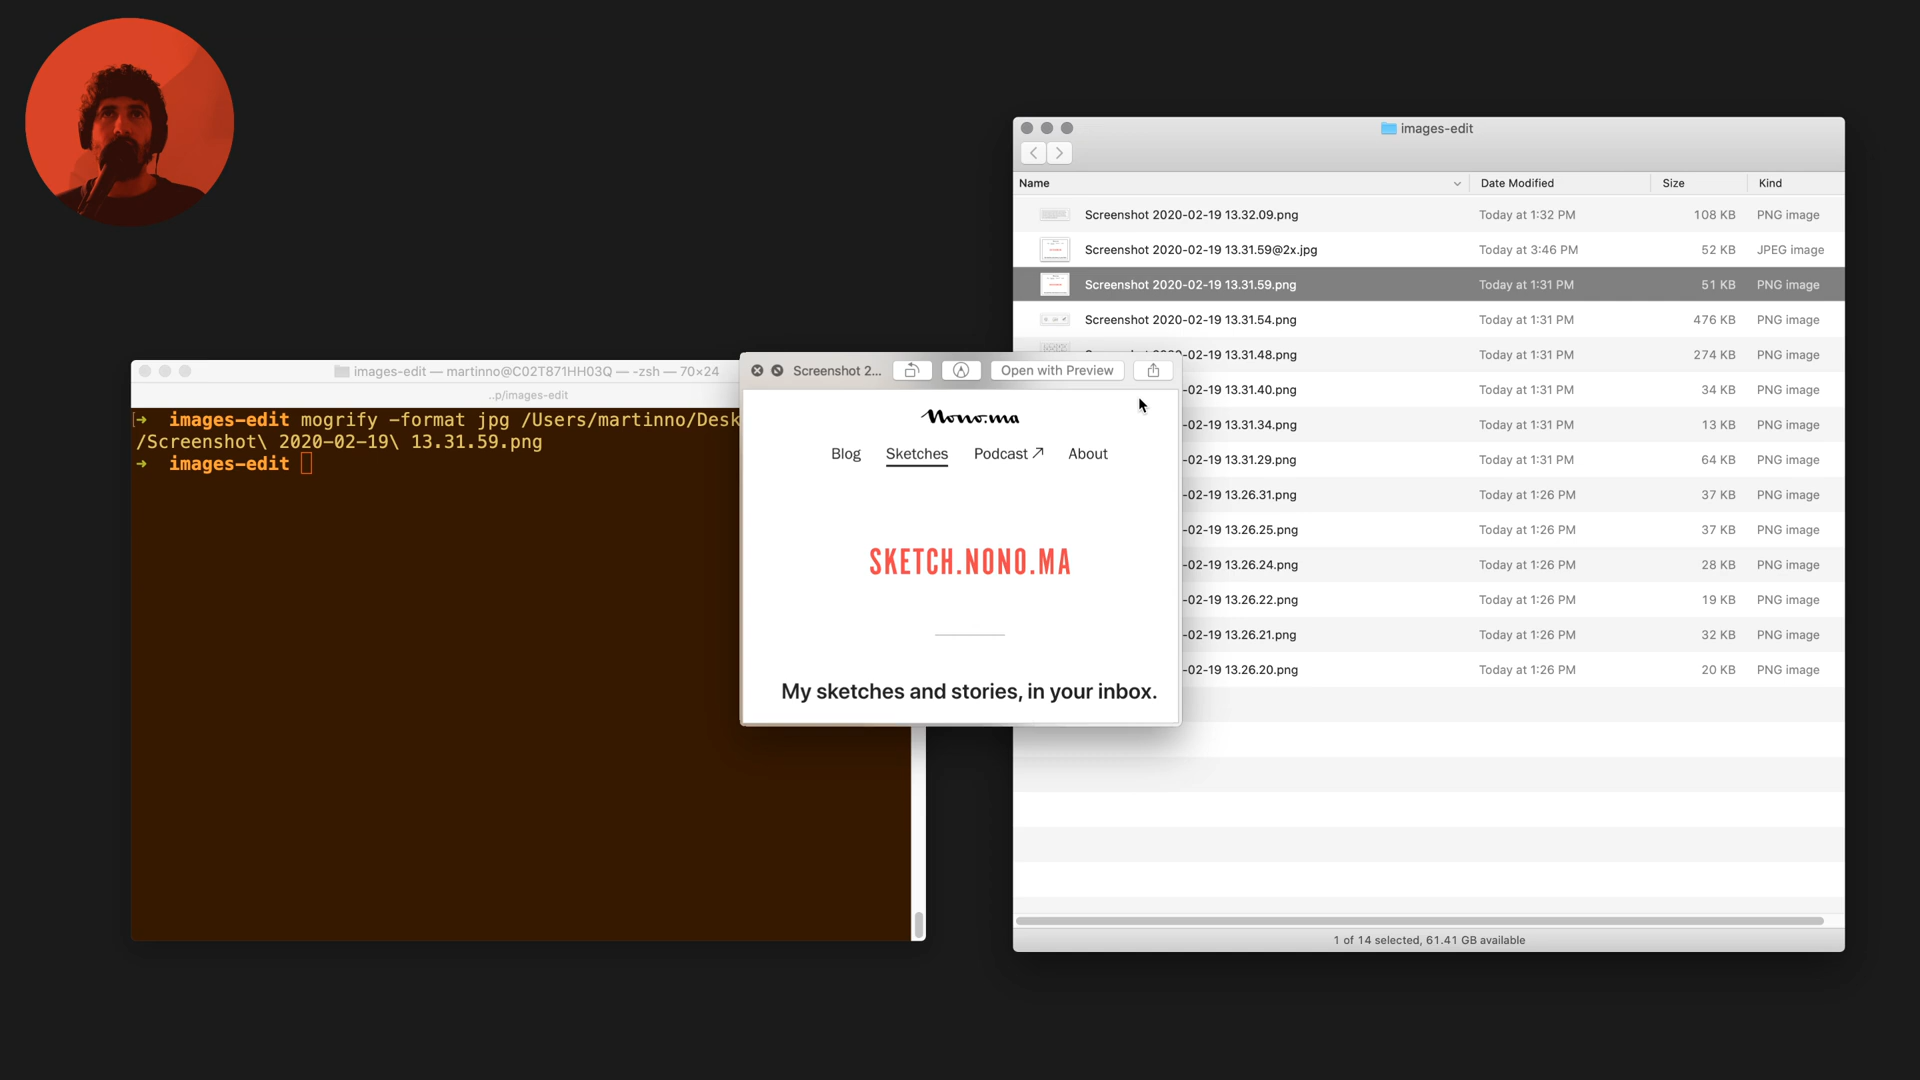 images-edit — martinno@C02T871HH03Q — -zsh — 70×24
..p/images-edit
[➜ images-edit mogrify -format jpg /Users/martinno/Desk
/Screenshot\ 2020-02-19\ 13.31.59.png
➜ images-edit
Screenshot 2...
Open with Preview
Nono.ma
Blog Sketches Podcast ↗ About
SKETCH.NONO.MA
My sketches and stories, in your inbox.
images-edit
Name Date Modified Size Kind
Screenshot 2020-02-19 13.32.09.png Today at 1:32 PM 108 KB PNG image
Screenshot 2020-02-19 13.31.59@2x.jpg Today at 3:46 PM 52 KB JPEG image
Screenshot 2020-02-19 13.31.59.png Today at 1:31 PM 51 KB PNG image
Screenshot 2020-02-19 13.31.54.png Today at 1:31 PM 476 KB PNG image
-02-19 13.31.48.png Today at 1:31 PM 274 KB PNG image
-02-19 13.31.40.png Today at 1:31 PM 34 KB PNG image
-02-19 13.31.34.png Today at 1:31 PM 13 KB PNG image
-02-19 13.31.29.png Today at 1:31 PM 64 KB PNG image
-02-19 13.26.31.png Today at 1:26 PM 37 KB PNG image
-02-19 13.26.25.png Today at 1:26 PM 37 KB PNG image
-02-19 13.26.24.png Today at 1:26 PM 28 KB PNG image
-02-19 13.26.22.png Today at 1:26 PM 19 KB PNG image
-02-19 13.26.21.png Today at 1:26 PM 32 KB PNG image
-02-19 13.26.20.png Today at 1:26 PM 20 KB PNG image
1 of 14 selected, 61.41 GB available